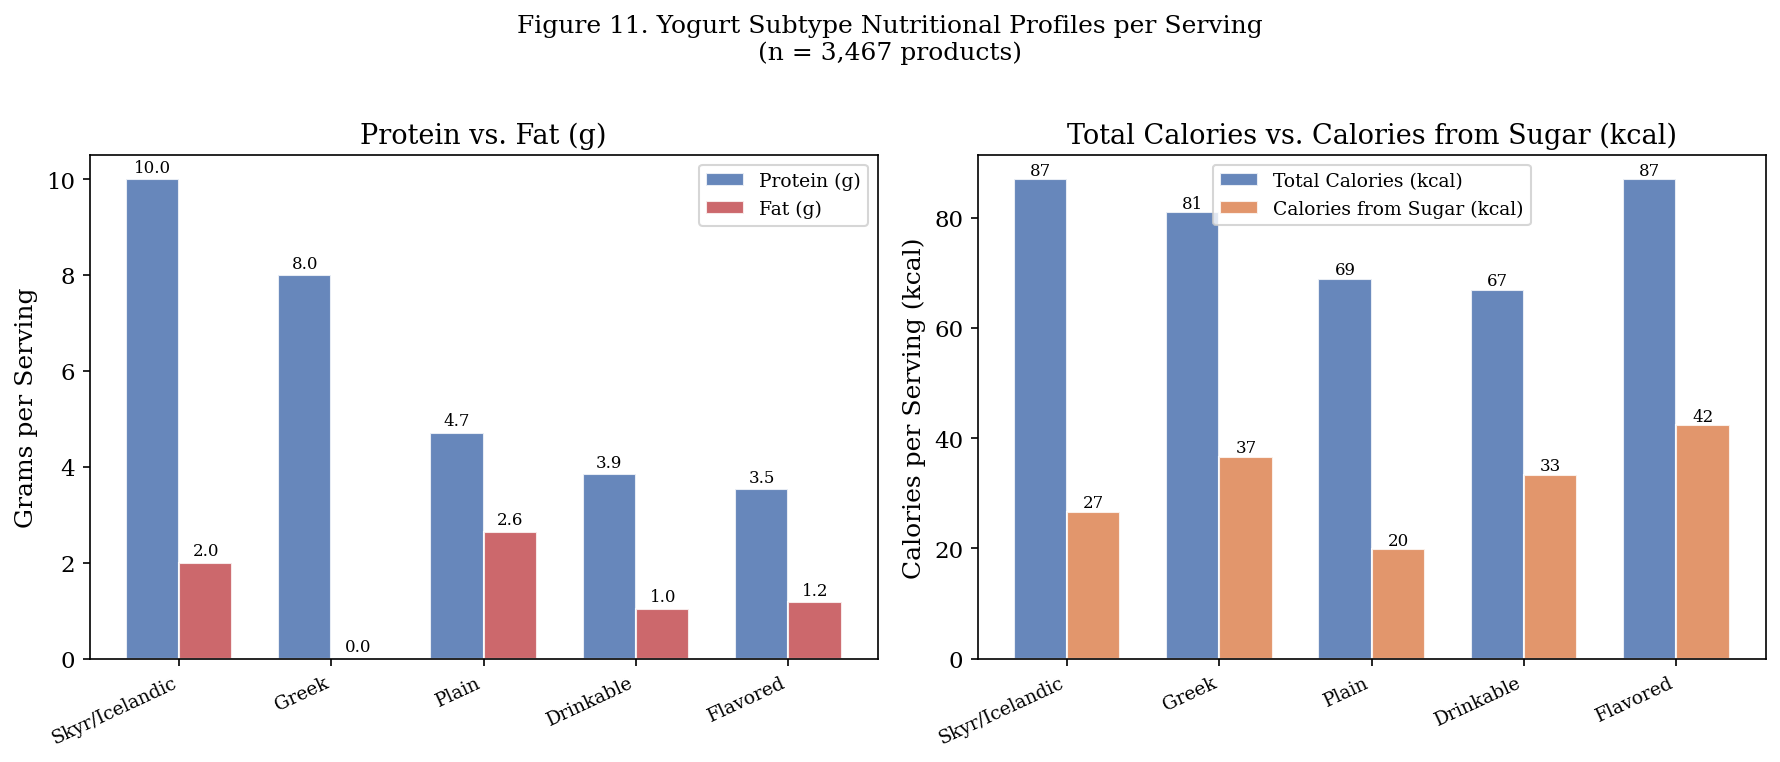 Figure 11. Yogurt Subtype Nutritional Profiles per Serving
(n = 3,467 products)
Protein vs. Fat (g)
Grams per Serving
10
8
6
4
2
0
10.0
2.0
8.0
0.0
4.7
2.6
3.9
1.0
3.5
1.2
Protein (g)
Fat (g)
Skyr/Icelandic
Greek
Plain
Drinkable
Flavored
Total Calories vs. Calories from Sugar (kcal)
Calories per Serving (kcal)
80
60
40
20
0
87
27
81
37
69
20
67
33
87
42
Total Calories (kcal)
Calories from Sugar (kcal)
Skyr/Icelandic
Greek
Plain
Drinkable
Flavored